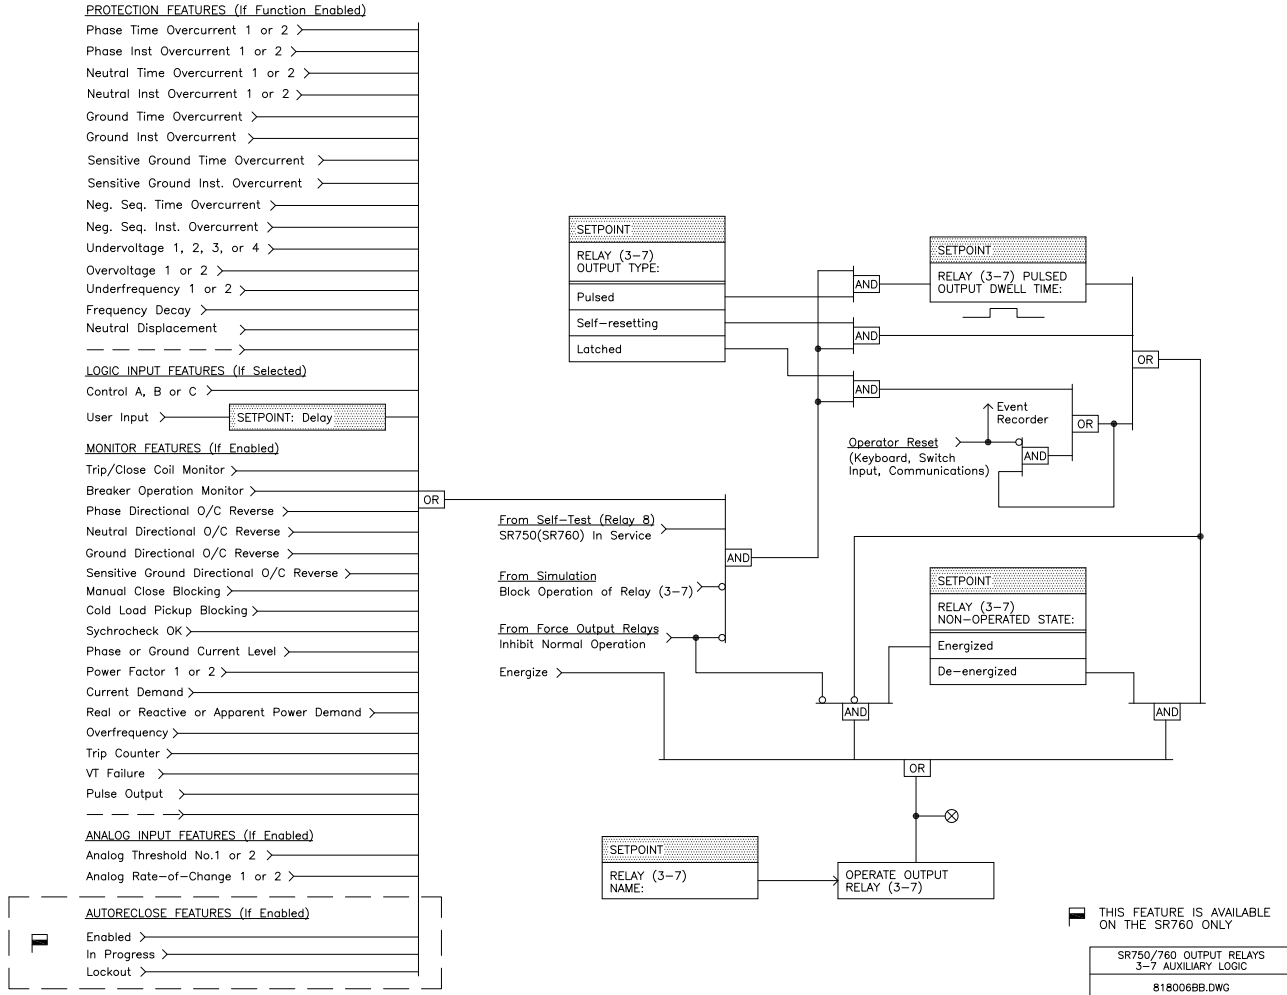 PROTECTION FEATURES (If Function Enabled)
Phase Time Overcurrent 1 or 2
Phase Inst Overcurrent 1 or 2
Neutral Time Overcurrent 1 or 2
Neutral Inst Overcurrent 1 or 2
Ground Time Overcurrent
Ground Inst Overcurrent
Sensitive Ground Time Overcurrent
Sensitive Ground Inst. Overcurrent
Neg. Seq. Time Overcurrent
Neg. Seq. Inst. Overcurrent
Undervoltage 1, 2, 3, or 4
Overvoltage 1 or 2
Underfrequency 1 or 2
Frequency Decay
Neutral Displacement
LOGIC INPUT FEATURES (If Selected)
Control A, B or C
User Input
SETPOINT: Delay
MONITOR FEATURES (If Enabled)
Trip/Close Coil Monitor
Breaker Operation Monitor
Phase Directional O/C Reverse
Neutral Directional O/C Reverse
Ground Directional O/C Reverse
Sensitive Ground Directional O/C Reverse
Manual Close Blocking
Cold Load Pickup Blocking
Sychrocheck OK
Phase or Ground Current Level
Power Factor 1 or 2
Current Demand
Real or Reactive or Apparent Power Demand
Overfrequency
Trip Counter
VT Failure
Pulse Output
ANALOG INPUT FEATURES (If Enabled)
Analog Threshold No.1 or 2
Analog Rate-of-Change 1 or 2
AUTORECLOSE FEATURES (If Enabled)
Enabled
In Progress
Lockout
OR
SETPOINT
RELAY (3-7)
OUTPUT TYPE:
Pulsed
Self-resetting
Latched
From Self-Test (Relay 8)
SR750(SR760) In Service
From Simulation
Block Operation of Relay (3-7)
From Force Output Relays
Inhibit Normal Operation
Energize
AND
AND
AND
AND
SETPOINT
RELAY (3-7) PULSED
OUTPUT DWELL TIME:
OR
Event
Recorder
Operator Reset
(Keyboard, Switch
Input, Communications)
AND
OR
SETPOINT
RELAY (3-7)
NON-OPERATED STATE:
Energized
De-energized
AND
AND
OR
SETPOINT
RELAY (3-7)
NAME:
OPERATE OUTPUT
RELAY (3-7)
THIS FEATURE IS AVAILABLE
ON THE SR760 ONLY
SR750/760 OUTPUT RELAYS
3-7 AUXILIARY LOGIC
818006BB.DWG